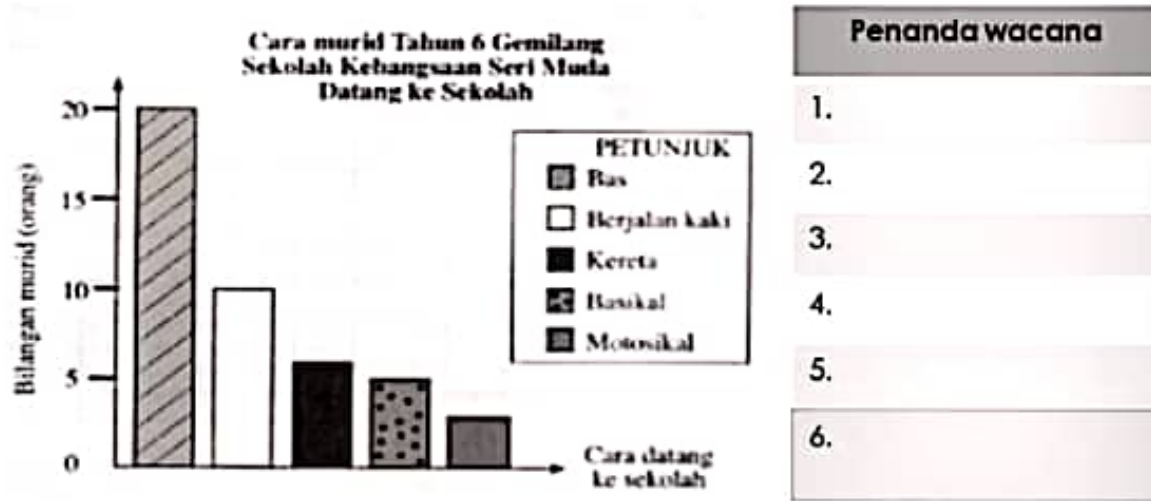 Cara murid Tahun 6 Gemilang
Sekolah Kebangsaan Seri Muda
Datang ke Sekolah
Bilangan murid (orang)
20
15
10
5
0
Cara datang
ke sekolah
PETUNJUK
Bas
Berjalan kaki
Kereta
Basikal
Motosikal
Penanda wacana
1.
2.
3.
4.
5.
6.